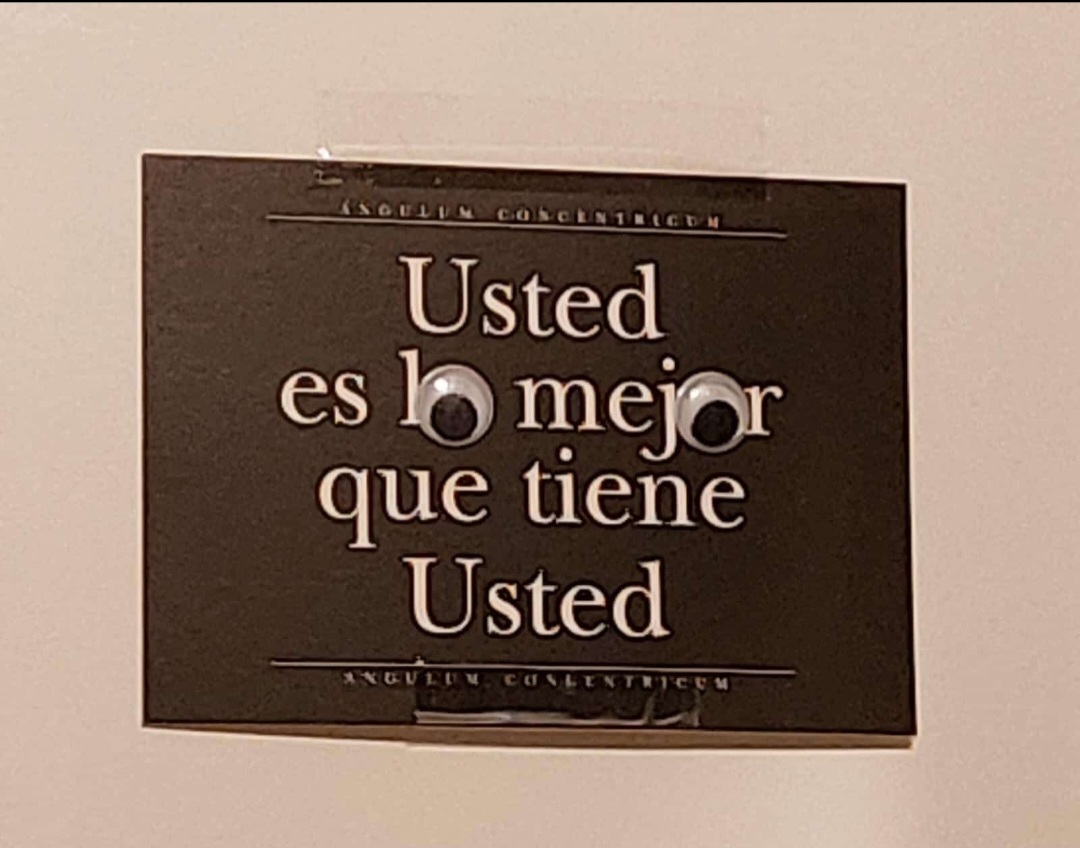 ANGULUM CONCENTRICUM
Usted
es lo mejor
que tiene
Usted
ANGULUM CONCENTRICUM